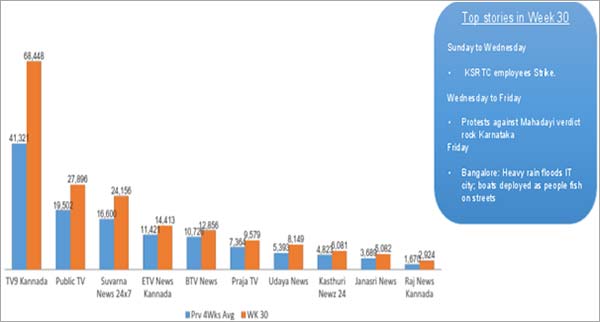 68,448
41,321
27,896
19,502
24,156
16,600
14,413
11,421
12,856
10,726
9,579
7,364
8,149
5,393
6,081
4,823
5,082
3,689
2,924
1,670
TV9 Kannada
Public TV
Suvarna
News 24x7
ETV News
Kannada
BTV News
Praja TV
Udaya News
Kasthuri
Newz 24
Janasri News
Raj News
Kannada
Prv 4Wks Avg
WK 30
Top stories in Week 30
Sunday to Wednesday
• KSRTC employees Strike.
Wednesday to Friday
• Protests against Mahadayi verdict
rock Karnataka
Friday
• Bangalore: Heavy rain floods IT
city; boats deployed as people fish
on streets